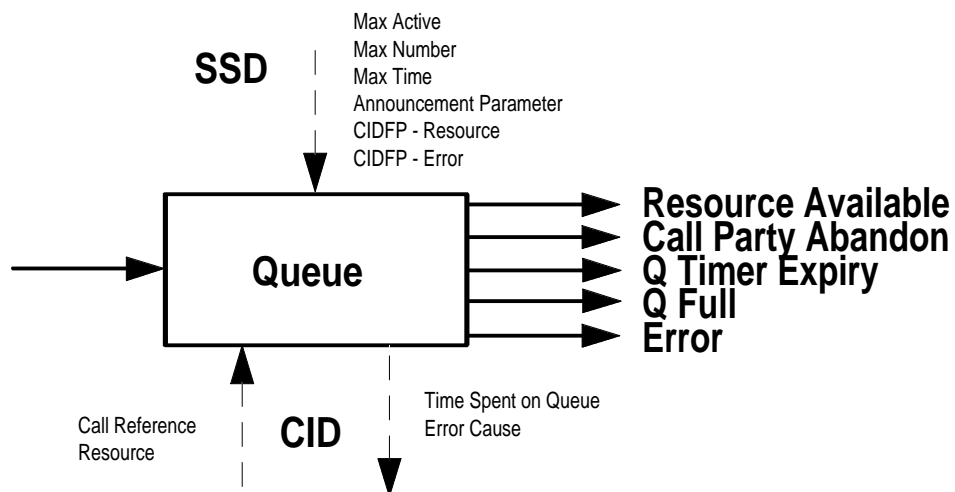 Max Active
Max Number
SSD
Max Time
Announcement Parameter
CIDFP - Resource
CIDFP - Error
Queue
Resource Available
Call Party Abandon
Q Timer Expiry
Q Full
Error
Call Reference
Resource
CID
Time Spent on Queue
Error Cause